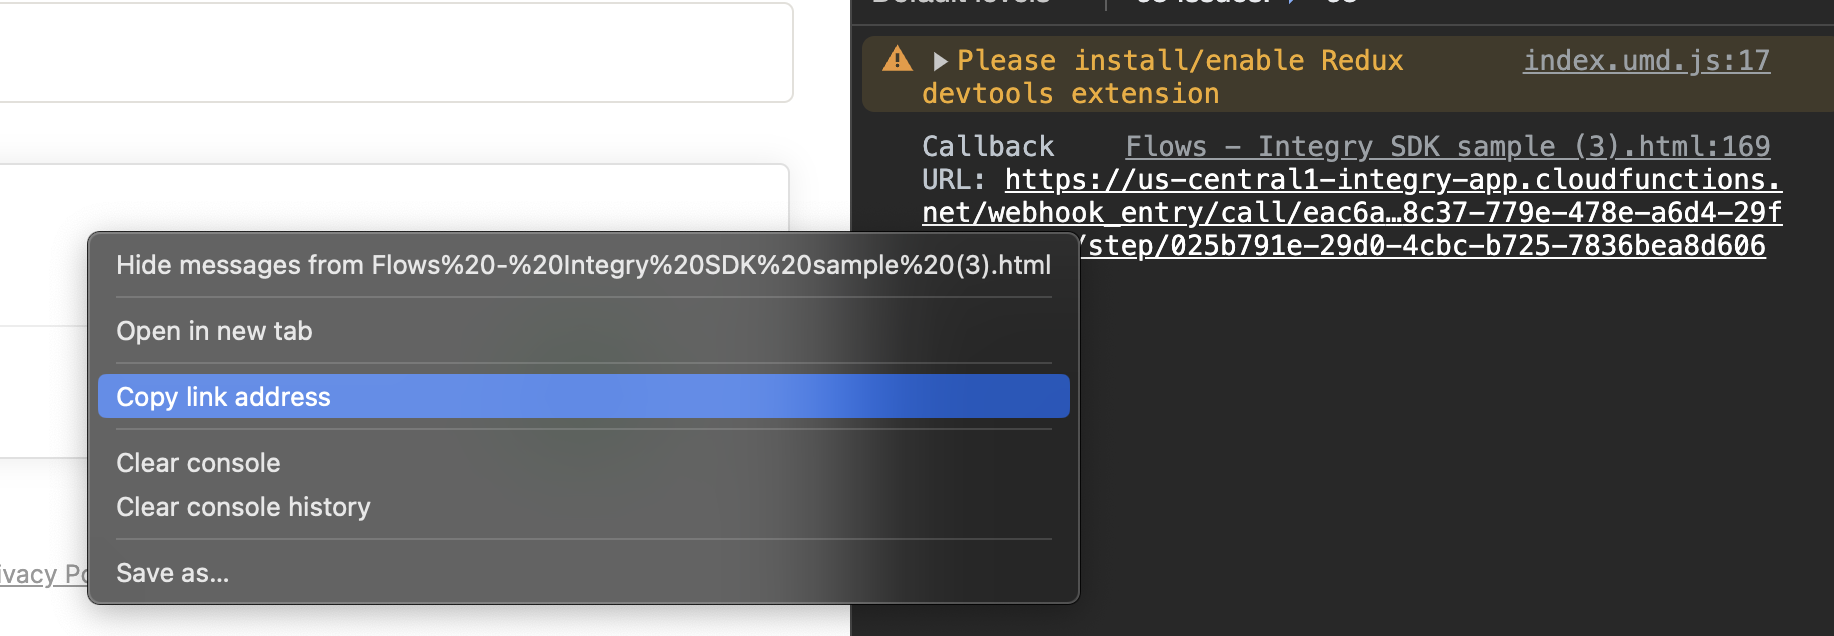 Default levels
Please install/enable Redux index.umd.js:17
devtools extension
Callback Flows – Integry SDK sample (3).html:169
URL: https://us-central1-integry-app.cloudfunctions.
net/webhook_entry/call/eac6a…8c37-779e-478e-a6d4-29f
/step/025b791e-29d0-4cbc-b725-7836bea8d606
Hide messages from Flows%20-%20Integry%20SDK%20sample%20(3).html
Open in new tab
Copy link address
Clear console
Clear console history
ivacy Po
Save as...